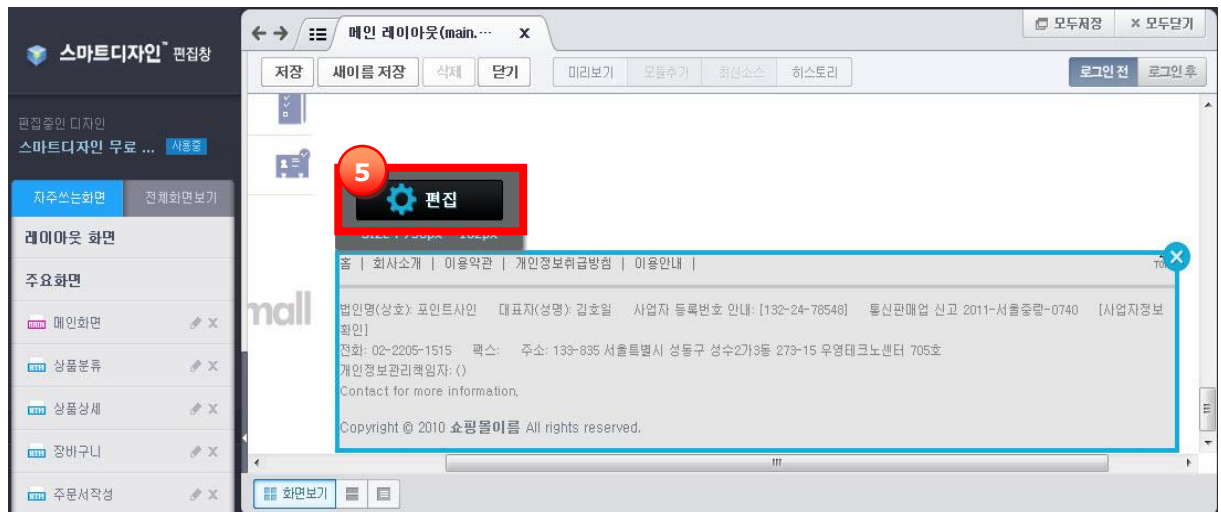 스마트디자인™ 편집창
편집중인 디자인
스마트디자인 무료 ... 사용중
자주쓰는화면 전체화면보기
레이아웃 화면
주요화면
메인화면
상품분류
상품상세
장바구니
주문서작성
메인 레이아웃(main.··· x
모두저장 × 모두닫기
저장 새이름 저장 삭제 닫기 미리보기 모듈추가 최신소스 히스토리 로그인 전 로그인 후
5
편집
홈 | 회사소개 | 이용약관 | 개인정보취급방침 | 이용안내 |
mall
법인명(상호): 포인트사인 대표자(성명): 김호일 사업자 등록번호 안내: [132-24-78548] 통신판매업 신고 2011-서울중랑-0740 [사업자정보
확인]
전화: 02-2205-1515 팩스: 주소: 133-835 서울특별시 성동구 성수2가3동 273-15 우영테크노센터 705호
개인정보관리책임자: ()
Contact for more information,
Copyright © 2010 쇼핑몰이름 All rights reserved.
화면보기